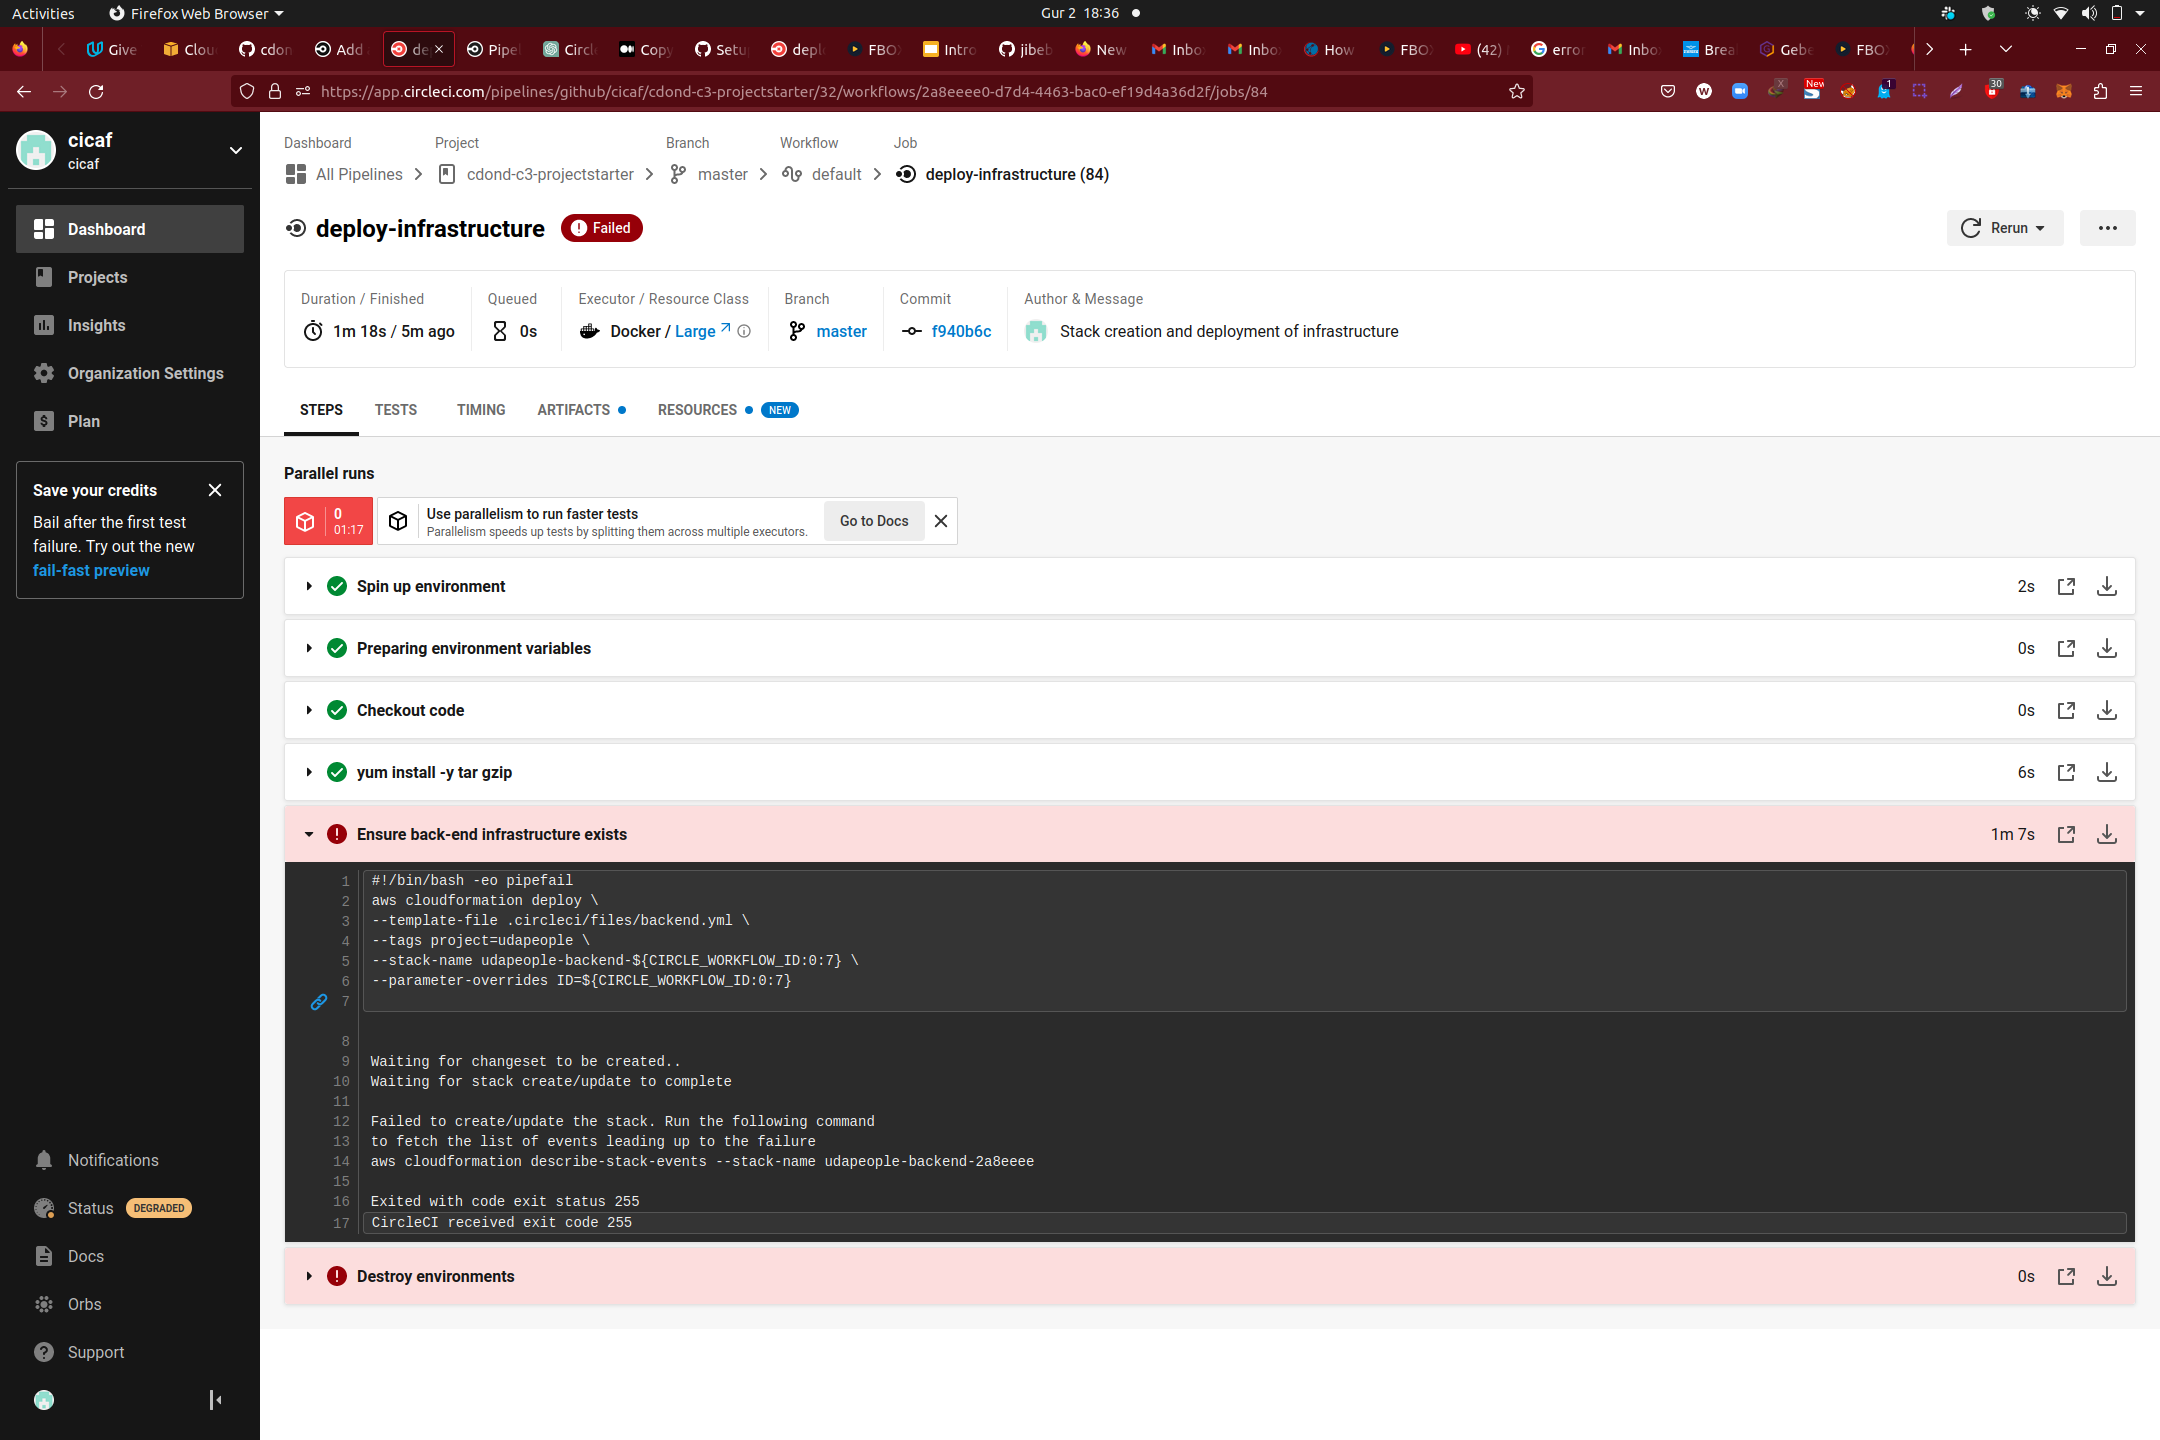 Activities
Firefox Web Browser
Gur 2 18:36
Give
Clou
cdon
Add
de
Pipel
Circl
Copy
Setu
depl
FBO
Intro
jibeb
New
Inbo
Inbo
How
FBO
(42)
erro
Inbo
Brea
Gebe
FBO
https://app.circleci.com/pipelines/github/cicaf/cdond-c3-projectstarter/32/workflows/2a8eeee0-d7d4-4463-bac0-ef19d4a36d2f/jobs/84
New
1
30
cicaf
cicaf
Dashboard
Projects
Insights
Organization Settings
Plan
Save your credits
Bail after the first test
failure. Try out the new
fail-fast preview
Notifications
Status DEGRADED
Docs
Orbs
Support
Dashboard Project Branch Workflow Job
All Pipelines cdond-c3-projectstarter master default deploy-infrastructure (84)
deploy-infrastructure Failed
Rerun
Duration / Finished
1m 18s / 5m ago
Queued
0s
Executor / Resource Class
Docker / Large
Branch
master
Commit
f940b6c
Author & Message
Stack creation and deployment of infrastructure
STEPS TESTS TIMING ARTIFACTS RESOURCES NEW
Parallel runs
0
01:17
Use parallelism to run faster tests
Parallelism speeds up tests by splitting them across multiple executors.
Go to Docs
Spin up environment 2s
Preparing environment variables 0s
Checkout code 0s
yum install -y tar gzip 6s
Ensure back-end infrastructure exists 1m 7s
1 #!/bin/bash -eo pipefail
2 aws cloudformation deploy \
3 --template-file .circleci/files/backend.yml \
4 --tags project=udapeople \
5 --stack-name udapeople-backend-${CIRCLE_WORKFLOW_ID:0:7} \
6 --parameter-overrides ID=${CIRCLE_WORKFLOW_ID:0:7}
7
8
9 Waiting for changeset to be created..
10 Waiting for stack create/update to complete
11
12 Failed to create/update the stack. Run the following command
13 to fetch the list of events leading up to the failure
14 aws cloudformation describe-stack-events --stack-name udapeople-backend-2a8eeee
15
16 Exited with code exit status 255
17 CircleCI received exit code 255
Destroy environments 0s